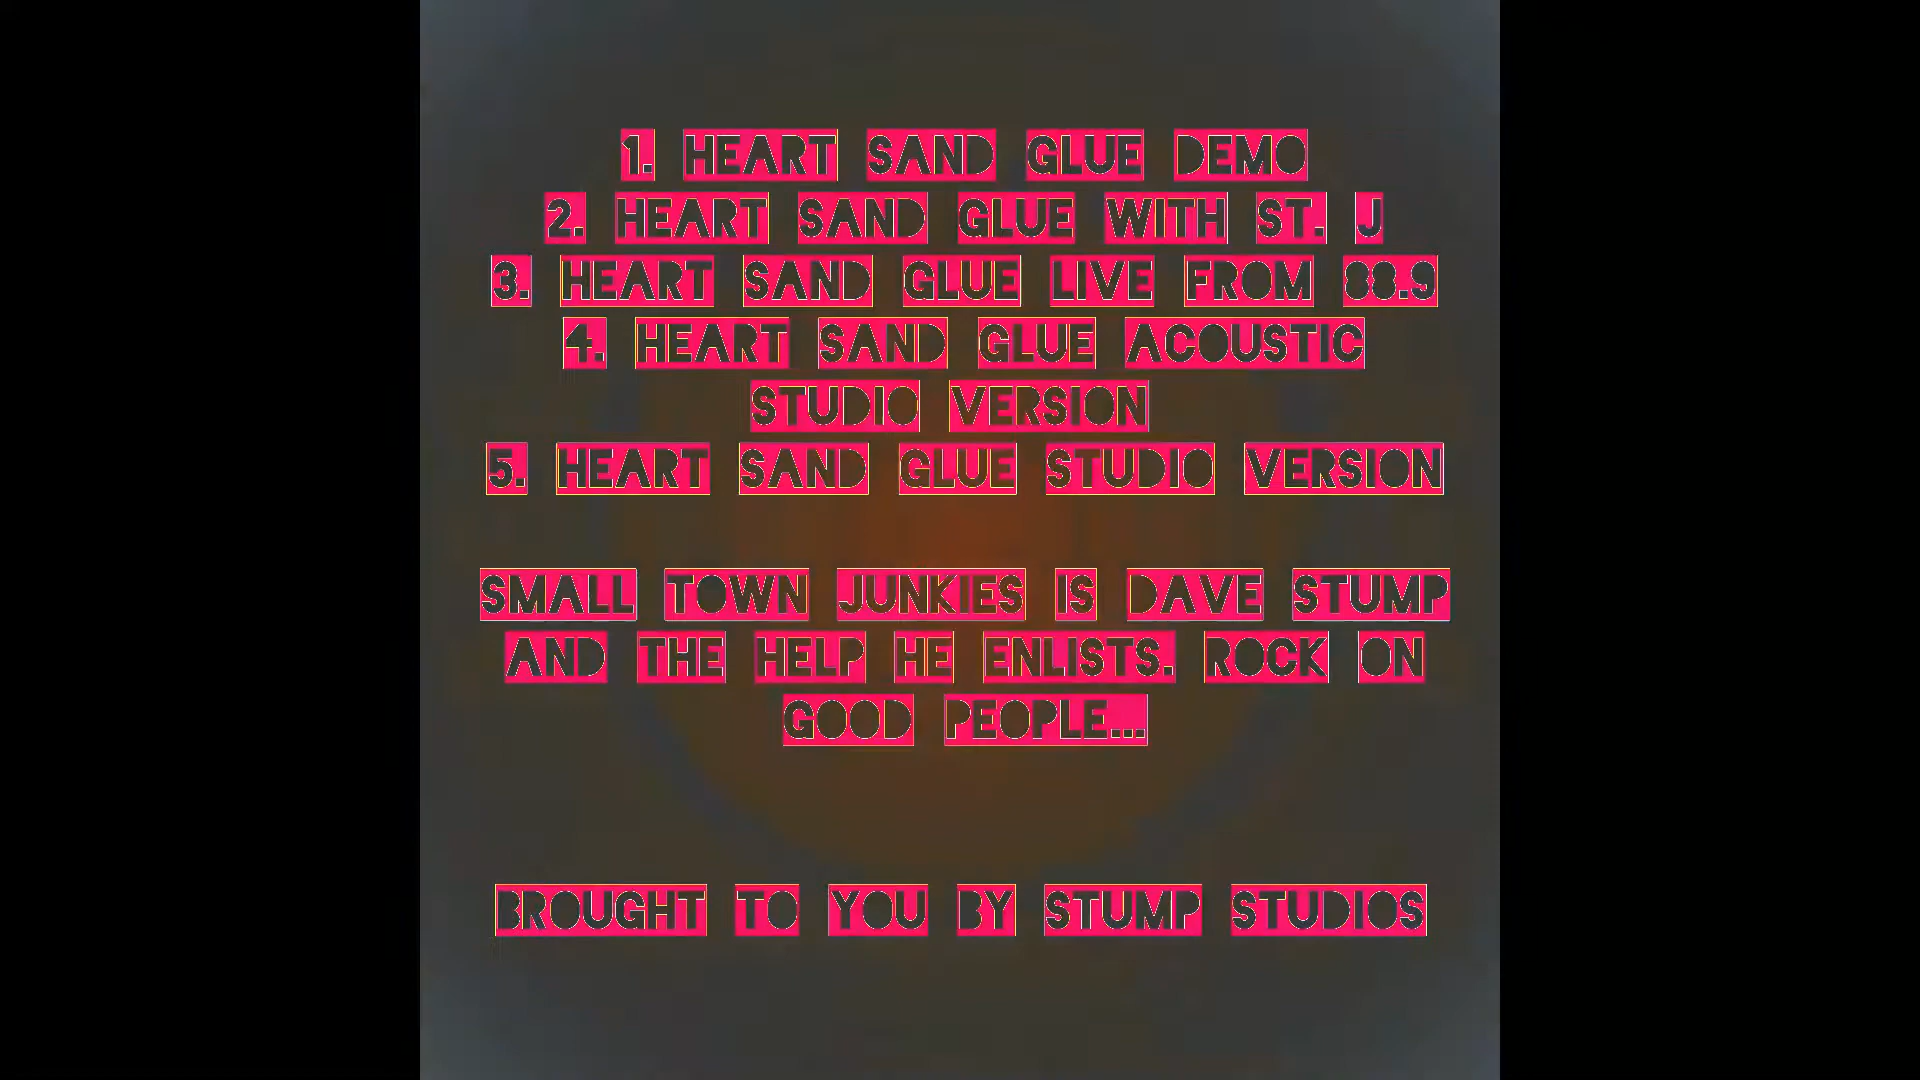 1. HEART SAND GLUE DEMO
2. HEART SAND GLUE WITH ST. J
3. HEART SAND GLUE LIVE FROM 88.9
4. HEART SAND GLUE ACOUSTIC
STUDIO VERSION
5. HEART SAND GLUE STUDIO VERSION
SMALL TOWN JUNKIES IS DAVE STUMP
AND THE HELP HE ENLISTS. ROCK ON
GOOD PEOPLE...
BROUGHT TO YOU BY STUMP STUDIOS